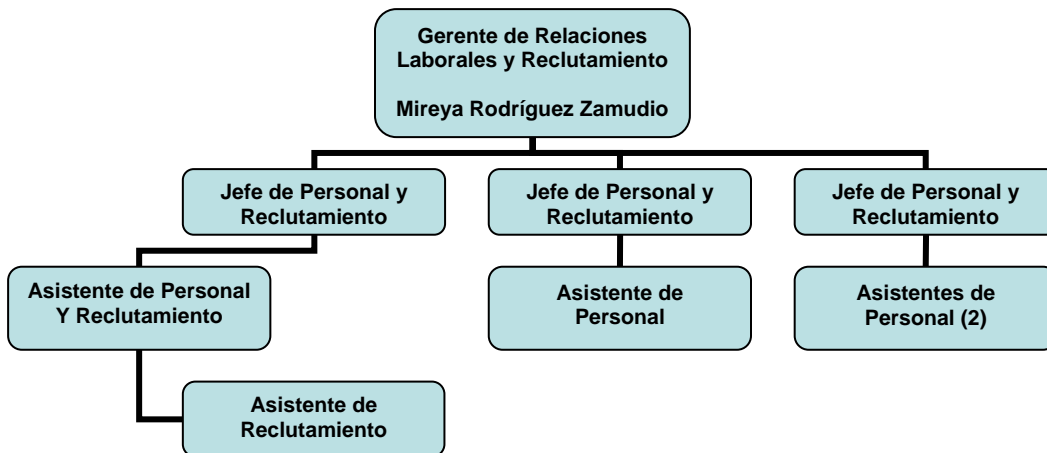 Gerente de Relaciones
Laborales y Reclutamiento
Mireya Rodríguez Zamudio
Jefe de Personal y
Reclutamiento
Jefe de Personal y
Reclutamiento
Jefe de Personal y
Reclutamiento
Asistente de Personal
Y Reclutamiento
Asistente de
Personal
Asistentes de
Personal (2)
Asistente de
Reclutamiento